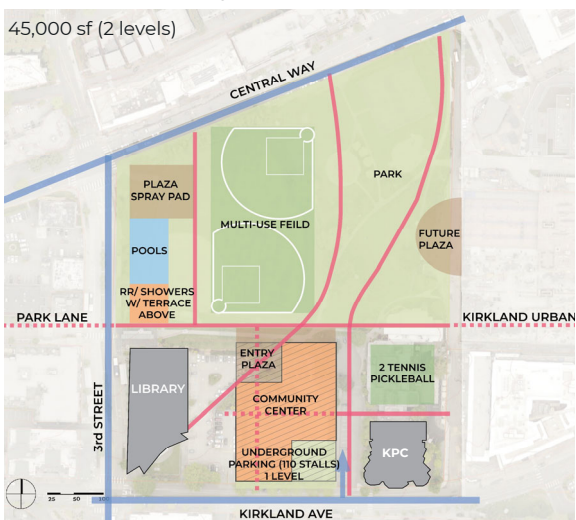 45,000 sf (2 levels)
CENTRAL WAY
PLAZA
SPRAY PAD
PARK
MULTI-USE FEILD
POOLS
FUTURE
PLAZA
RR/ SHOWERS
W/ TERRACE
ABOVE
PARK LANE
KIRKLAND URBAN
ENTRY
PLAZA
LIBRARY
2 TENNIS
PICKLEBALL
COMMUNITY
CENTER
3rd STREET
UNDERGROUND
PARKING (110 STALLS)
1 LEVEL
KPC
25 50 100
KIRKLAND AVE